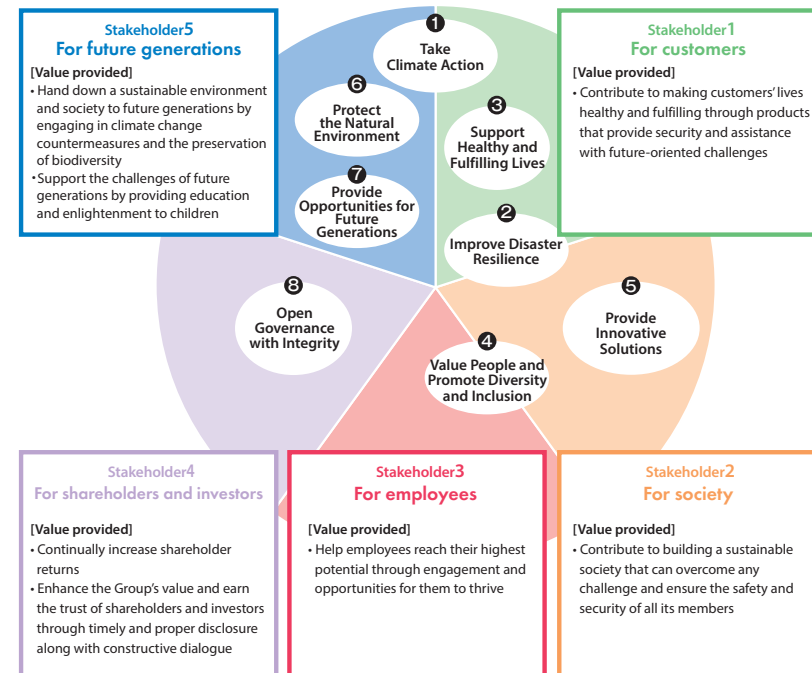 Stakeholder5
For future generations
[Value provided]
• Hand down a sustainable environment
and society to future generations by
engaging in climate change
countermeasures and the preservation
of biodiversity
• Support the challenges of future
generations by providing education
and enlightenment to children
❶
Take
Climate Action
❻
Protect
the Natural
Environment
❸
Support
Healthy and
Fulfilling Lives
❼
Provide
Opportunities for
Future
Generations
❷
Improve Disaster
Resilience
Stakeholder1
For customers
[Value provided]
• Contribute to making customers’ lives
healthy and fulfilling through products
that provide security and assistance
with future-oriented challenges
❽
Open
Governance
with Integrity
❺
Provide
Innovative
Solutions
❹
Value People and
Promote Diversity
and Inclusion
Stakeholder4
For shareholders and investors
[Value provided]
• Continually increase shareholder
returns
• Enhance the Group’s value and earn
the trust of shareholders and investors
through timely and proper disclosure
along with constructive dialogue
Stakeholder3
For employees
[Value provided]
• Help employees reach their highest
potential through engagement and
opportunities for them to thrive
Stakeholder2
For society
[Value provided]
• Contribute to building a sustainable
society that can overcome any
challenge and ensure the safety and
security of all its members